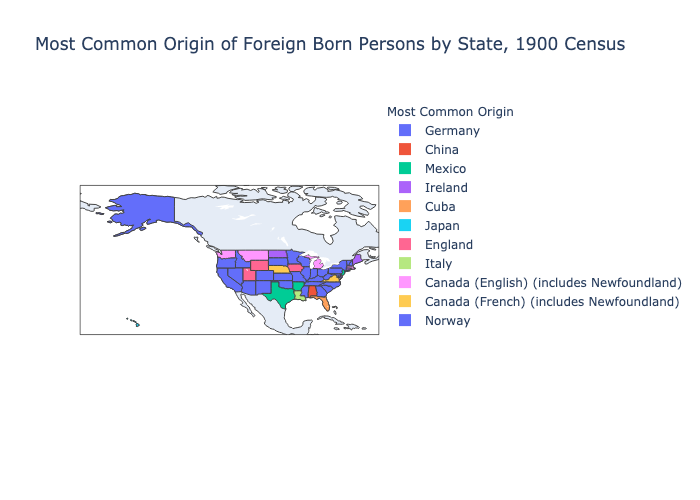 Most Common Origin of Foreign Born Persons by State, 1900 Census
Most Common Origin
Germany
China
Mexico
Ireland
Cuba
Japan
England
Italy
Canada (English) (includes Newfoundland)
Canada (French) (includes Newfoundland)
Norway